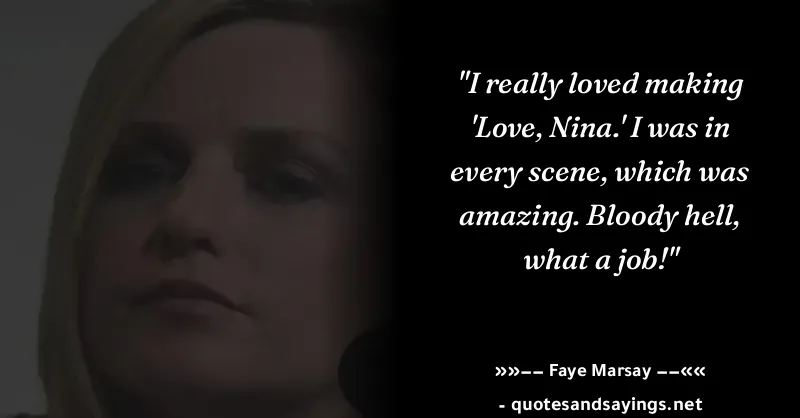 "I really loved making
'Love, Nina.' I was in
every scene, which was
amazing. Bloody hell,
what a job!"
»»−− Faye Marsay −−««
- quotesandsayings.net